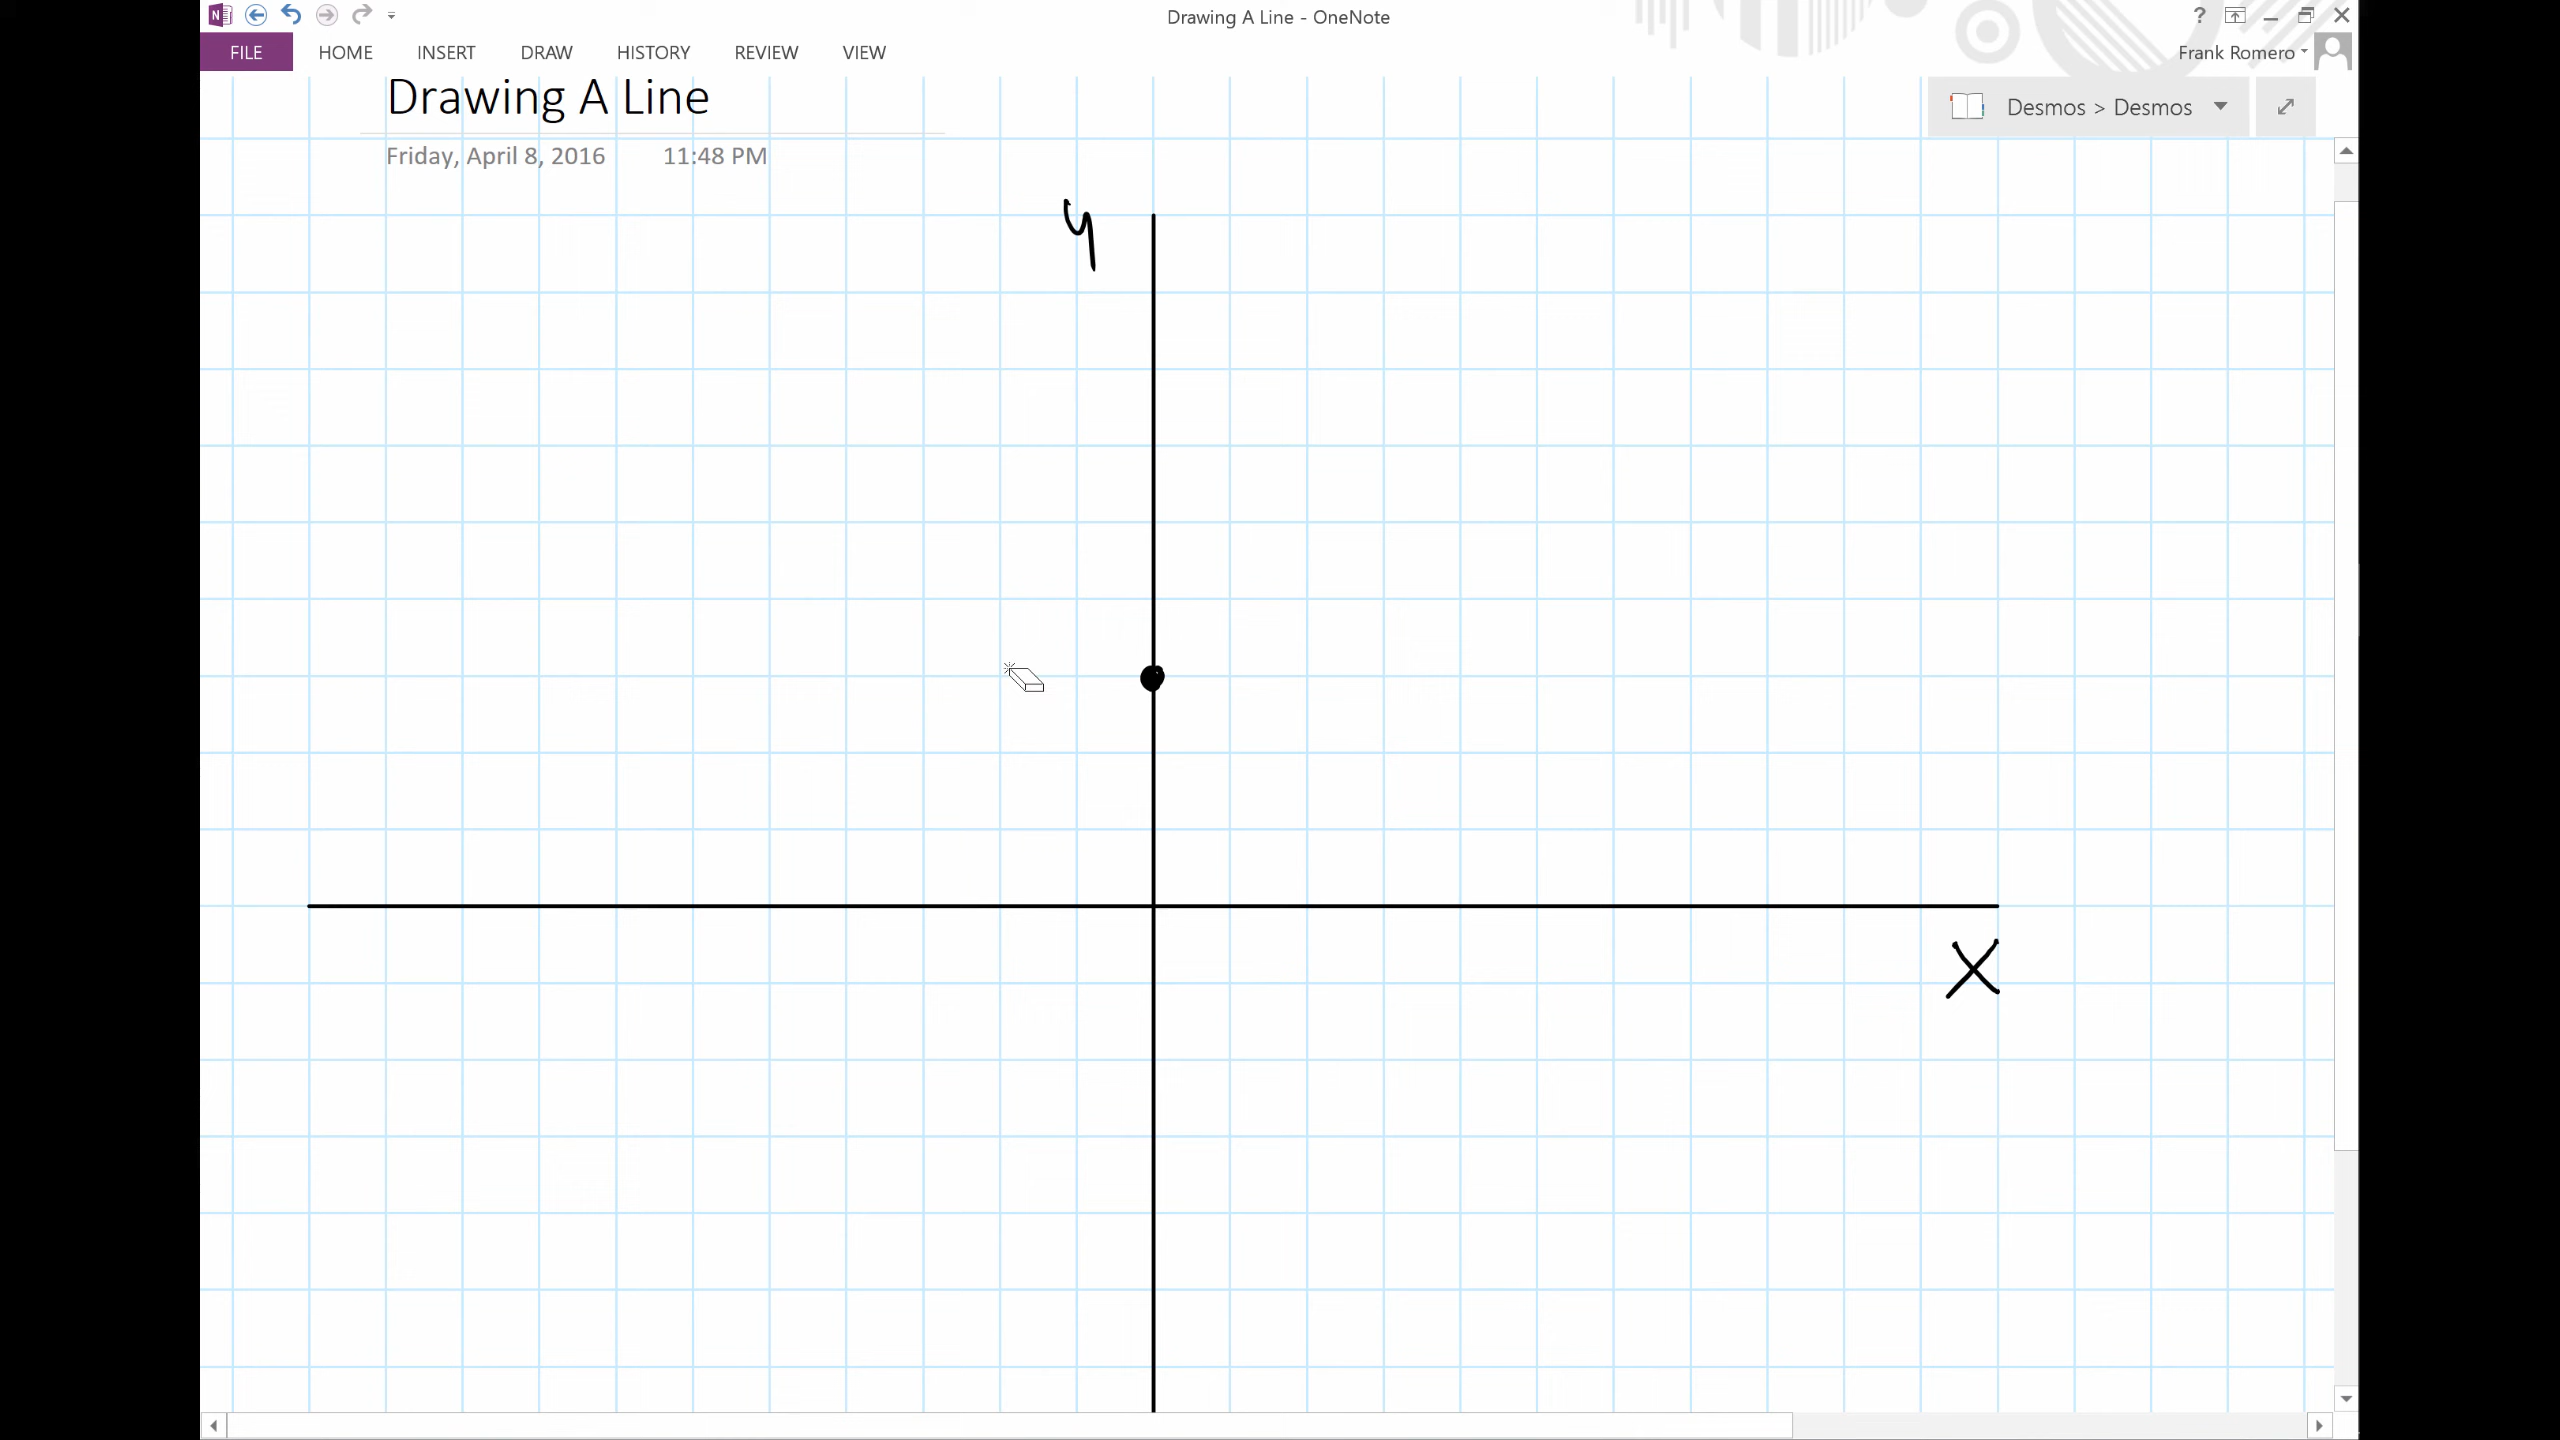 Drawing A Line - OneNote
?
FILE HOME INSERT DRAW HISTORY REVIEW VIEW
Frank Romero
Drawing A Line
Desmos > Desmos
Friday, April 8, 2016 11:48 PM
y
X